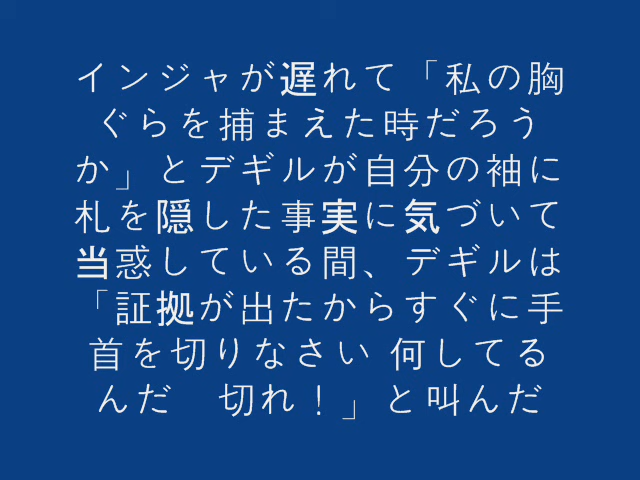 インジャが遅れて「私の胸
ぐらを捕まえた時だろう
か」とデギルが自分の袖に
札を隠した事実に気づいて
当惑している間、デギルは
「証拠が出たからすぐに手
首を切りなさい 何してる
んだ　切れ！」と叫んだ